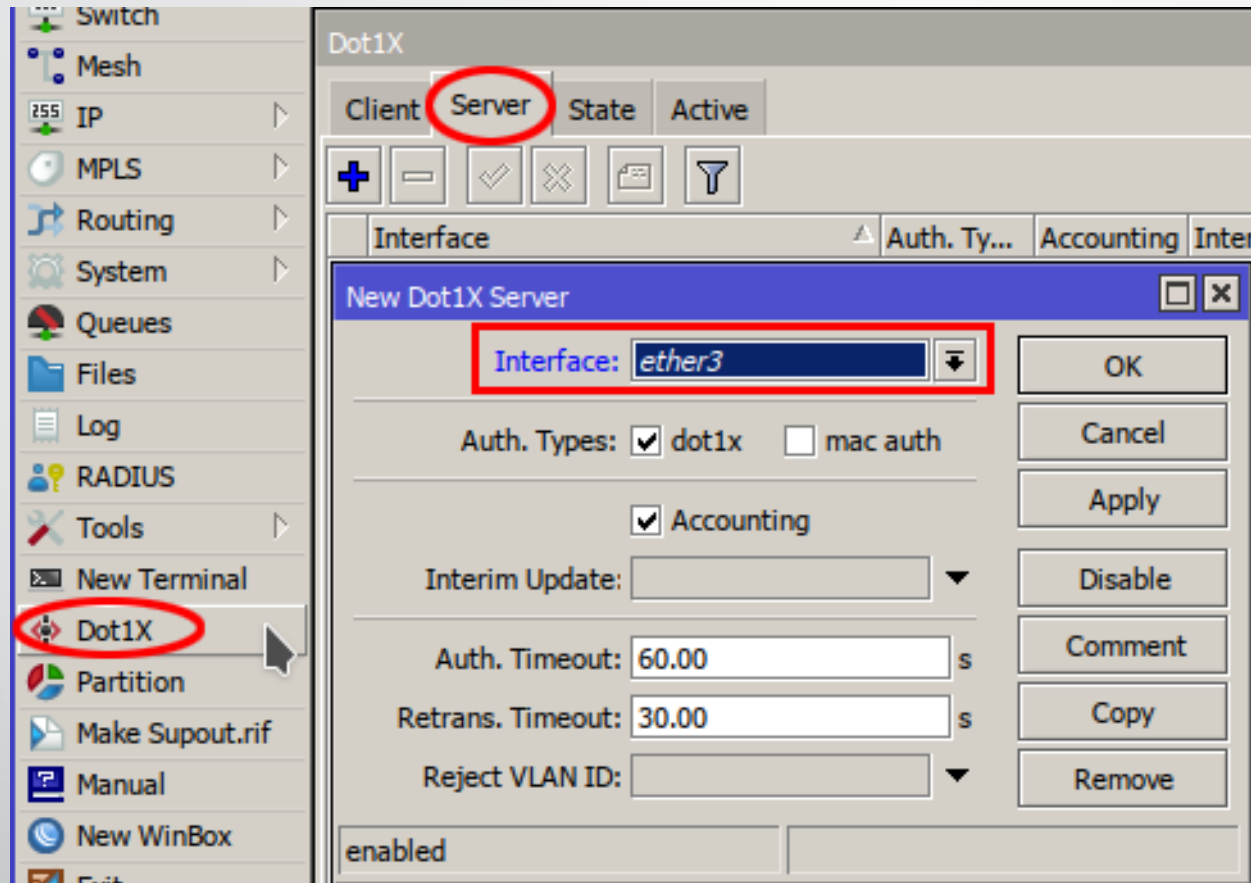 Switch
Mesh
255 IP
MPLS
Routing
System
Queues
Files
Log
RADIUS
Tools
New Terminal
Dot1X
Partition
Make Supout.rif
Manual
New WinBox
Exit
Dot1X
Client Server State Active
Interface Auth. Ty... Accounting Inter
New Dot1X Server
Interface: ether3
OK
Auth. Types: dot1x mac auth
Cancel
Accounting
Apply
Interim Update:
Disable
Auth. Timeout: 60.00 s
Comment
Retrans. Timeout: 30.00 s
Copy
Reject VLAN ID:
Remove
enabled